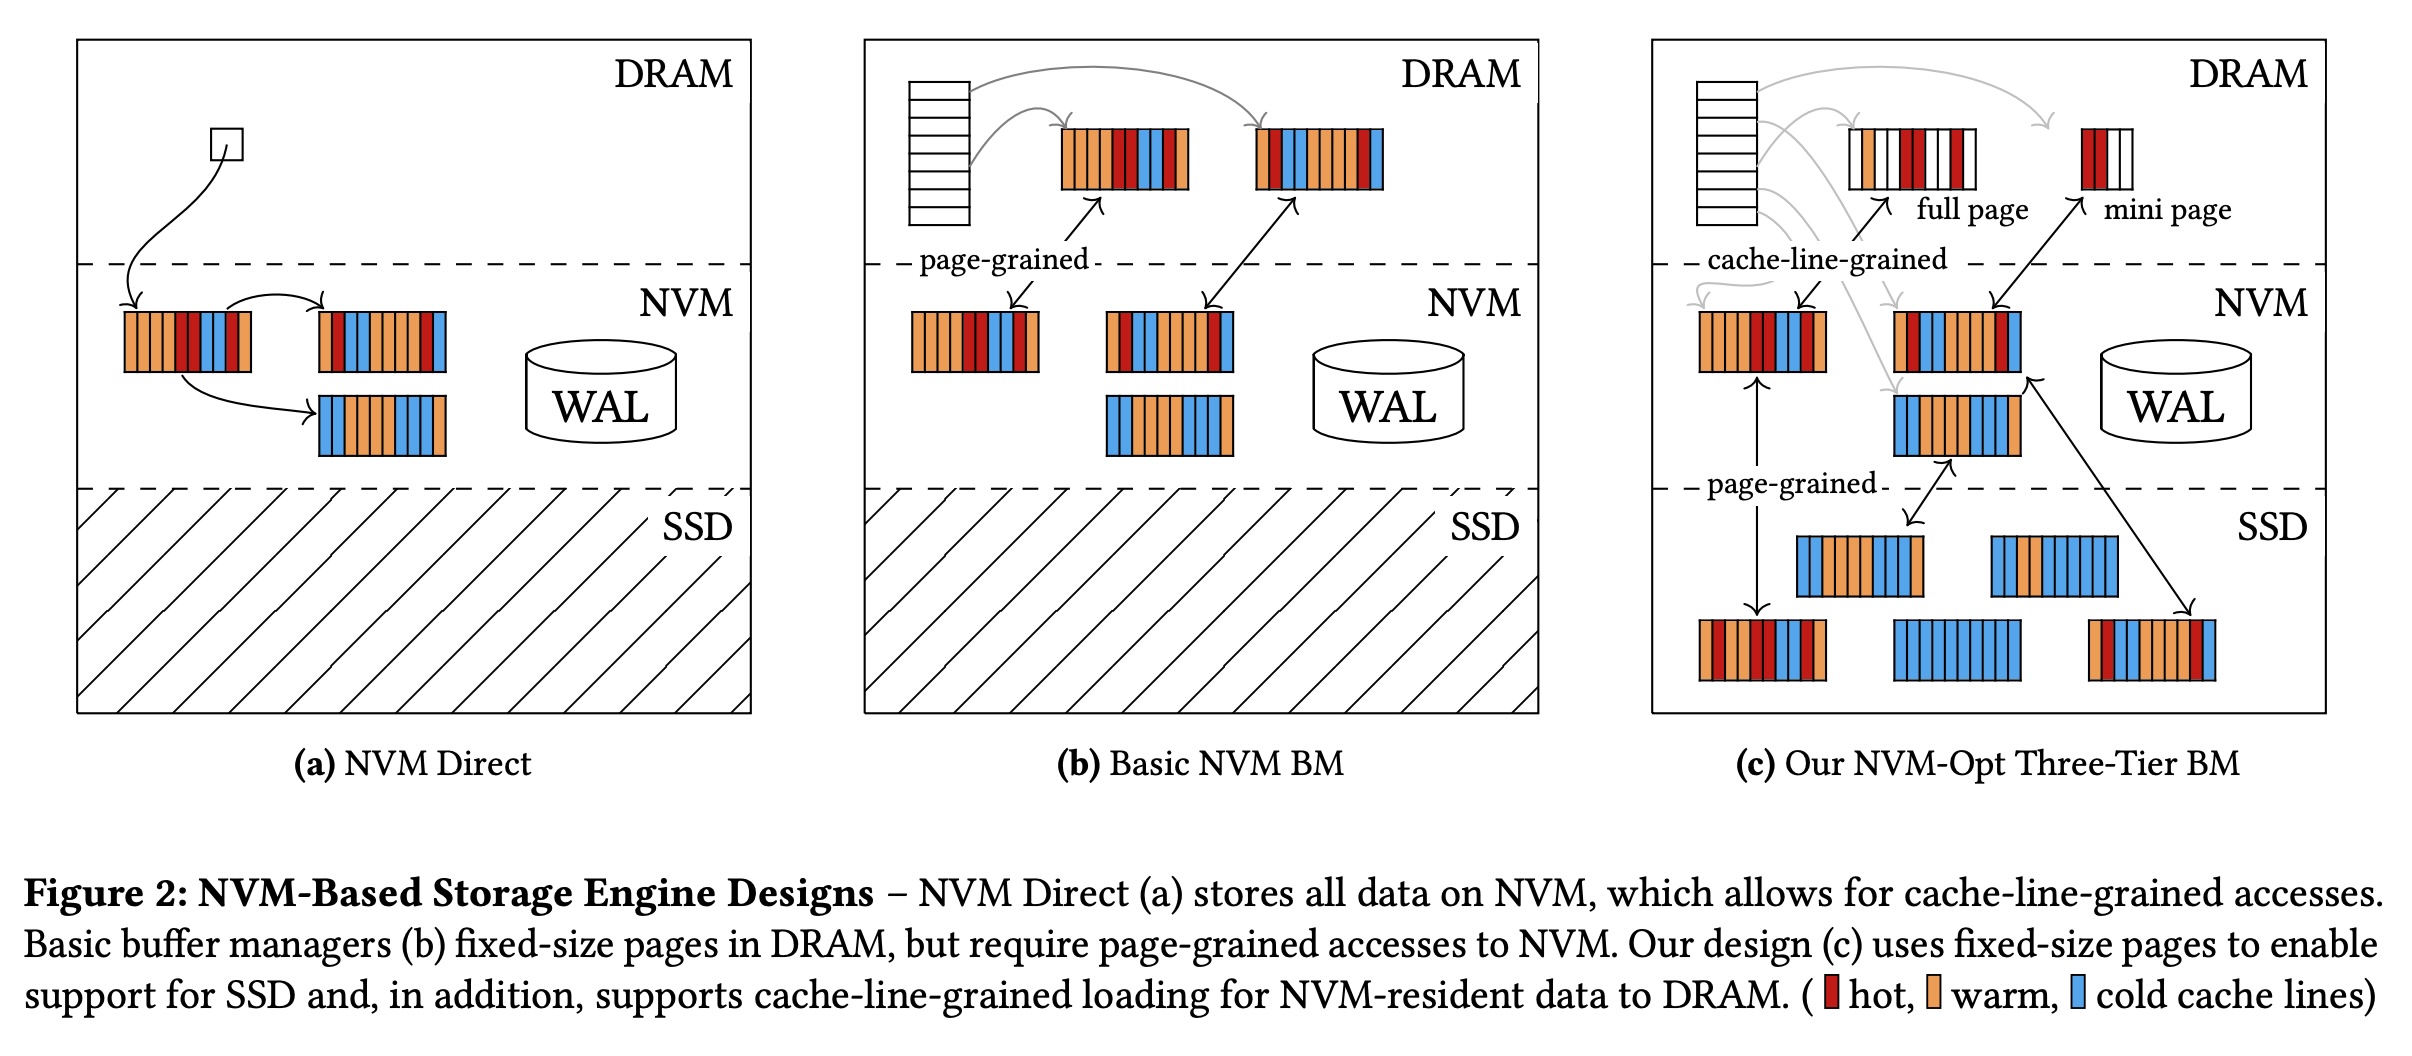 DRAM
NVM
WAL
SSD
(a) NVM Direct
DRAM
page-grained
NVM
WAL
SSD
(b) Basic NVM BM
DRAM
full page
mini page
cache-line-grained
NVM
WAL
page-grained
SSD
(c) Our NVM-Opt Three-Tier BM
Figure 2: NVM-Based Storage Engine Designs – NVM Direct (a) stores all data on NVM, which allows for cache-line-grained accesses.
Basic buffer managers (b) fixed-size pages in DRAM, but require page-grained accesses to NVM. Our design (c) uses fixed-size pages to enable
support for SSD and, in addition, supports cache-line-grained loading for NVM-resident data to DRAM. ( hot, warm, cold cache lines)